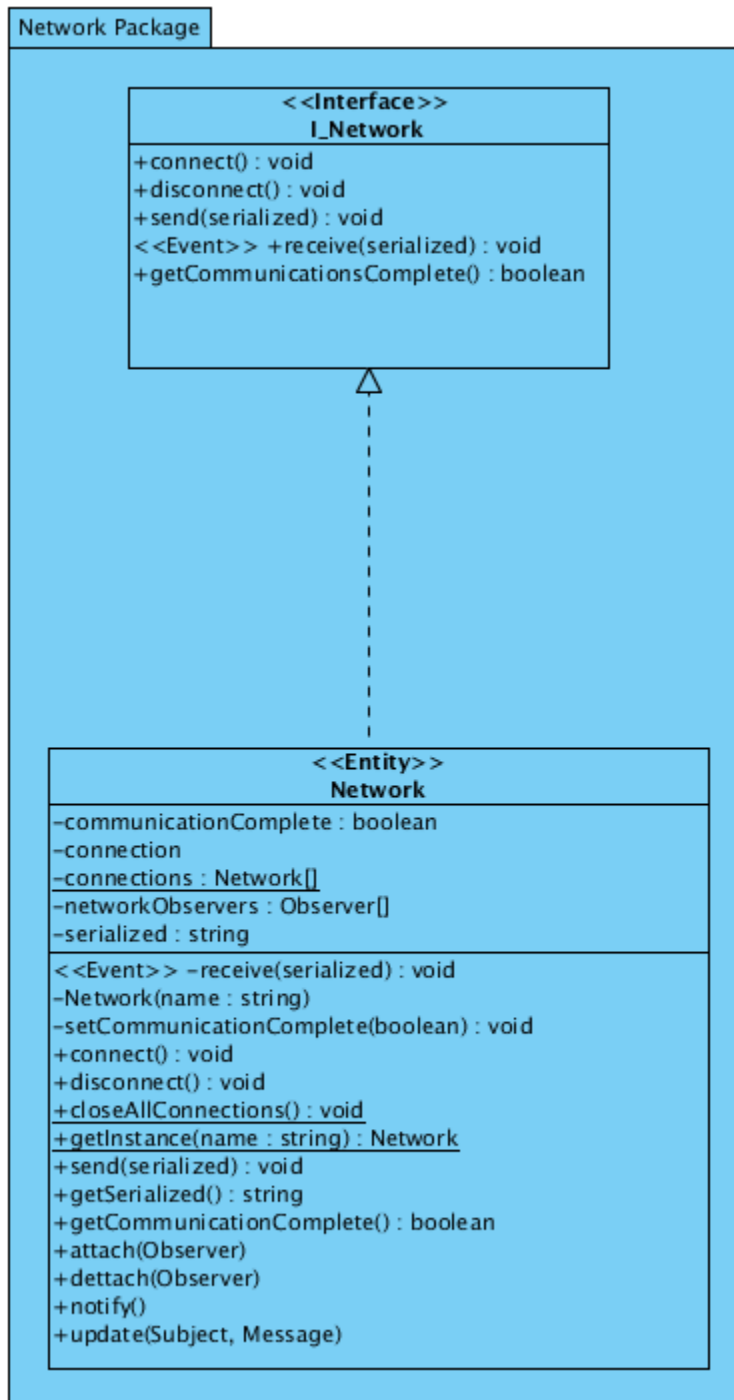 Network Package
<<Interface>>
I_Network
+connect() : void
+disconnect() : void
+send(serialized) : void
<<Event>> +receive(serialized) : void
+getCommunicationsComplete() : boolean
<<Entity>>
Network
-communicationComplete : boolean
-connection
-connections : Network[]
-networkObservers : Observer[]
-serialized : string
<<Event>> -receive(serialized) : void
-Network(name : string)
-setCommunicationComplete(boolean) : void
+connect() : void
+disconnect() : void
+closeAllConnections() : void
+getInstance(name : string) : Network
+send(serialized) : void
+getSerialized() : string
+getCommunicationComplete() : boolean
+attach(Observer)
+dettach(Observer)
+notify()
+update(Subject, Message)